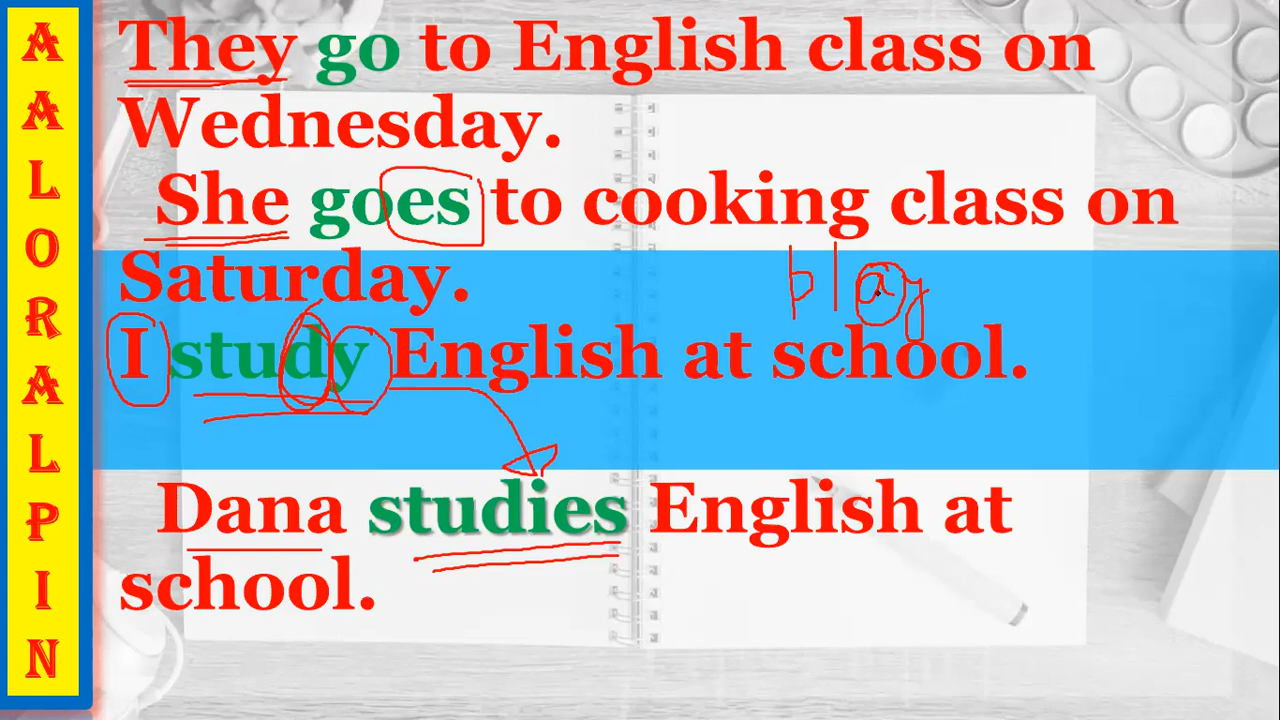 AALORALPIN
They go to English class on
Wednesday.
She goes to cooking class on
Saturday.
play
I study English at school.
Dana studies English at
school.